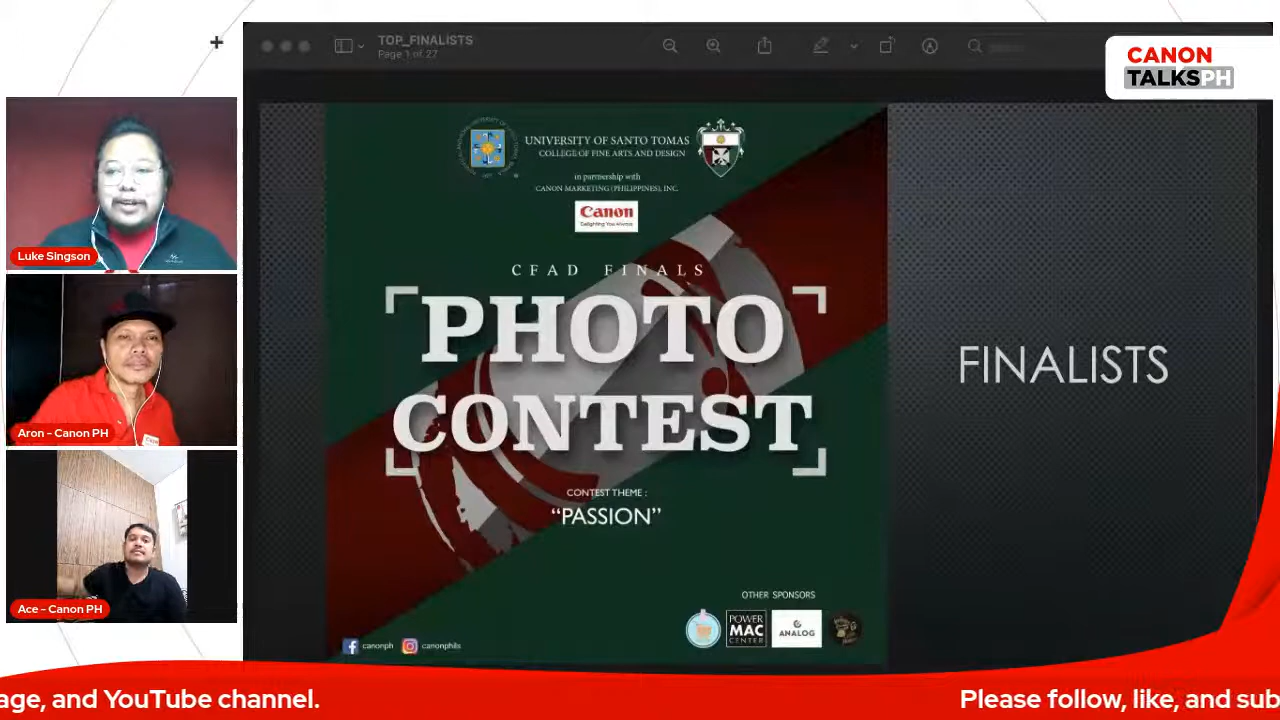 TOP_FINALISTS
Page 1 of 27
CANON
TALKSPH
UNIVERSITY OF SANTO TOMAS
COLLEGE OF FINE ARTS AND DESIGN
in partnership with
CANON MARKETING (PHILIPPINES), INC.
Canon
Delighting You Always
CFAD FINALS
PHOTO
CONTEST
CONTEST THEME :
“PASSION”
FINALISTS
OTHER SPONSORS
POWER
MAC
CENTER
ANALOG
canonph
canonphils
Luke Singson
Aron - Canon PH
Ace - Canon PH
age, and YouTube channel.
Please follow, like, and sub